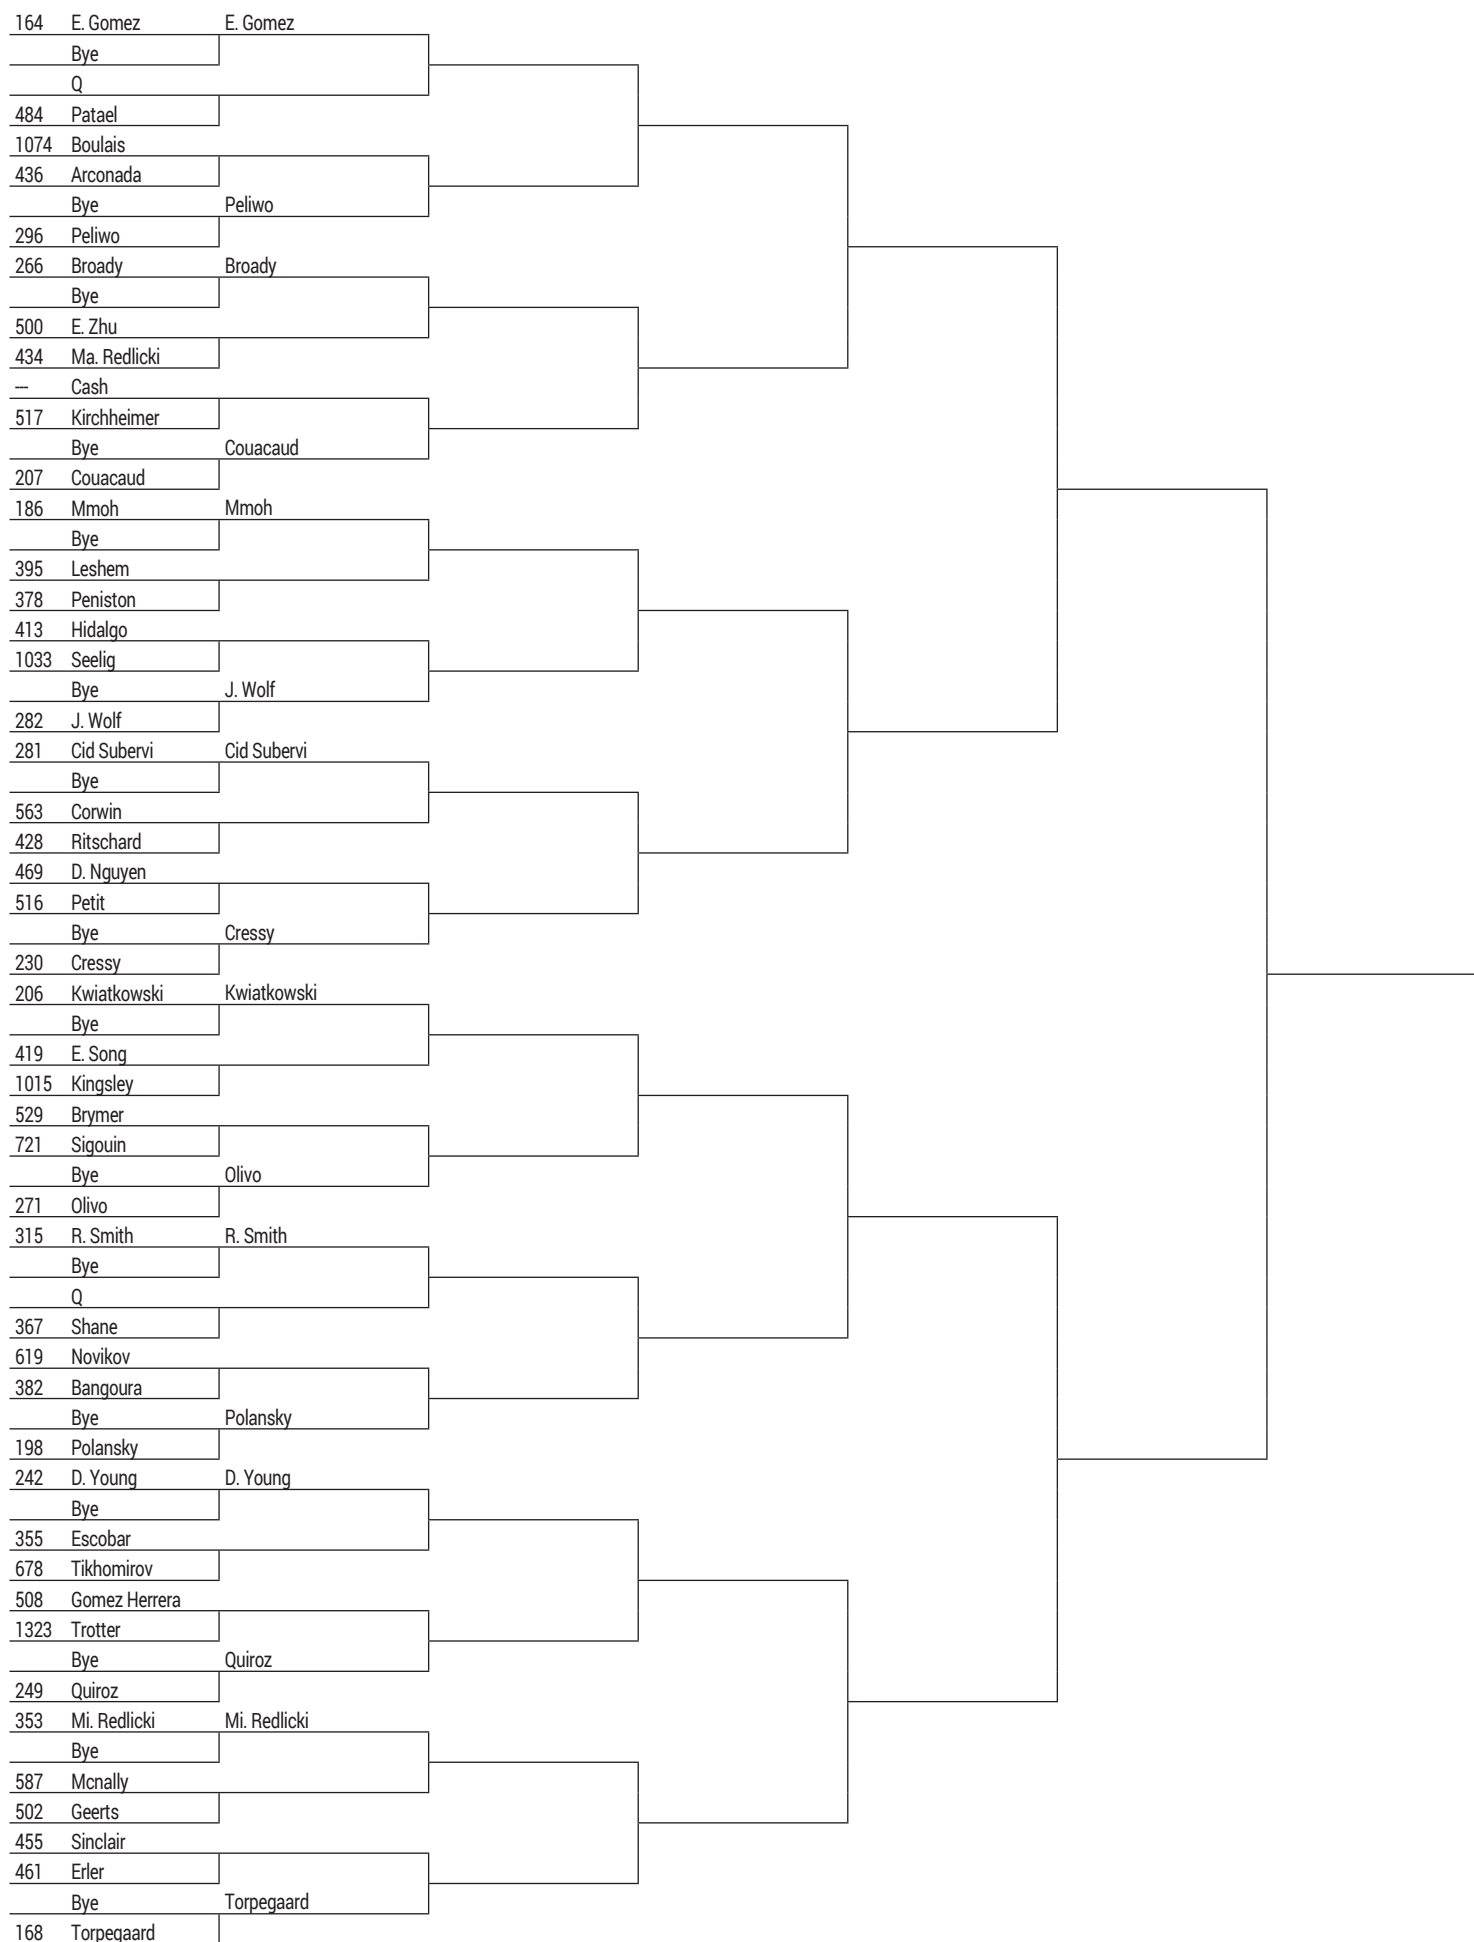 164 E. Gomez E. Gomez
Bye
Q
484 Patael
1074 Boulais
436 Arconada
Bye Peliwo
296 Peliwo
266 Broady Broady
Bye
500 E. Zhu
434 Ma. Redlicki
--- Cash
517 Kirchheimer
Bye Couacaud
207 Couacaud
186 Mmoh Mmoh
Bye
395 Leshem
378 Peniston
413 Hidalgo
1033 Seelig
Bye J. Wolf
282 J. Wolf
281 Cid Subervi Cid Subervi
Bye
563 Corwin
428 Ritschard
469 D. Nguyen
516 Petit
Bye Cressy
230 Cressy
206 Kwiatkowski Kwiatkowski
Bye
419 E. Song
1015 Kingsley
529 Brymer
721 Sigouin
Bye Olivo
271 Olivo
315 R. Smith R. Smith
Bye
Q
367 Shane
619 Novikov
382 Bangoura
Bye Polansky
198 Polansky
242 D. Young D. Young
Bye
355 Escobar
678 Tikhomirov
508 Gomez Herrera
1323 Trotter
Bye Quiroz
249 Quiroz
353 Mi. Redlicki Mi. Redlicki
Bye
587 Mcnally
502 Geerts
455 Sinclair
461 Erler
Bye Torpegaard
168 Torpegaard